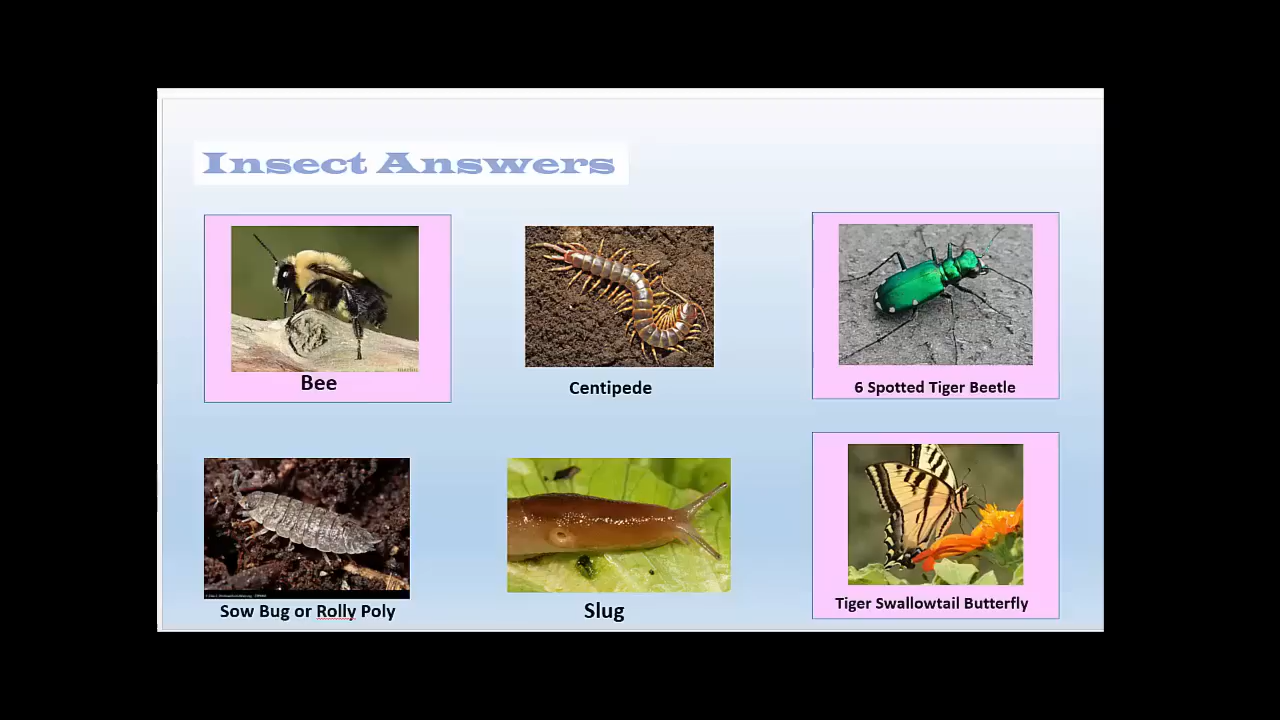 Insect Answers
Bee
Centipede
6 Spotted Tiger Beetle
Sow Bug or Rolly Poly
Slug
Tiger Swallowtail Butterfly